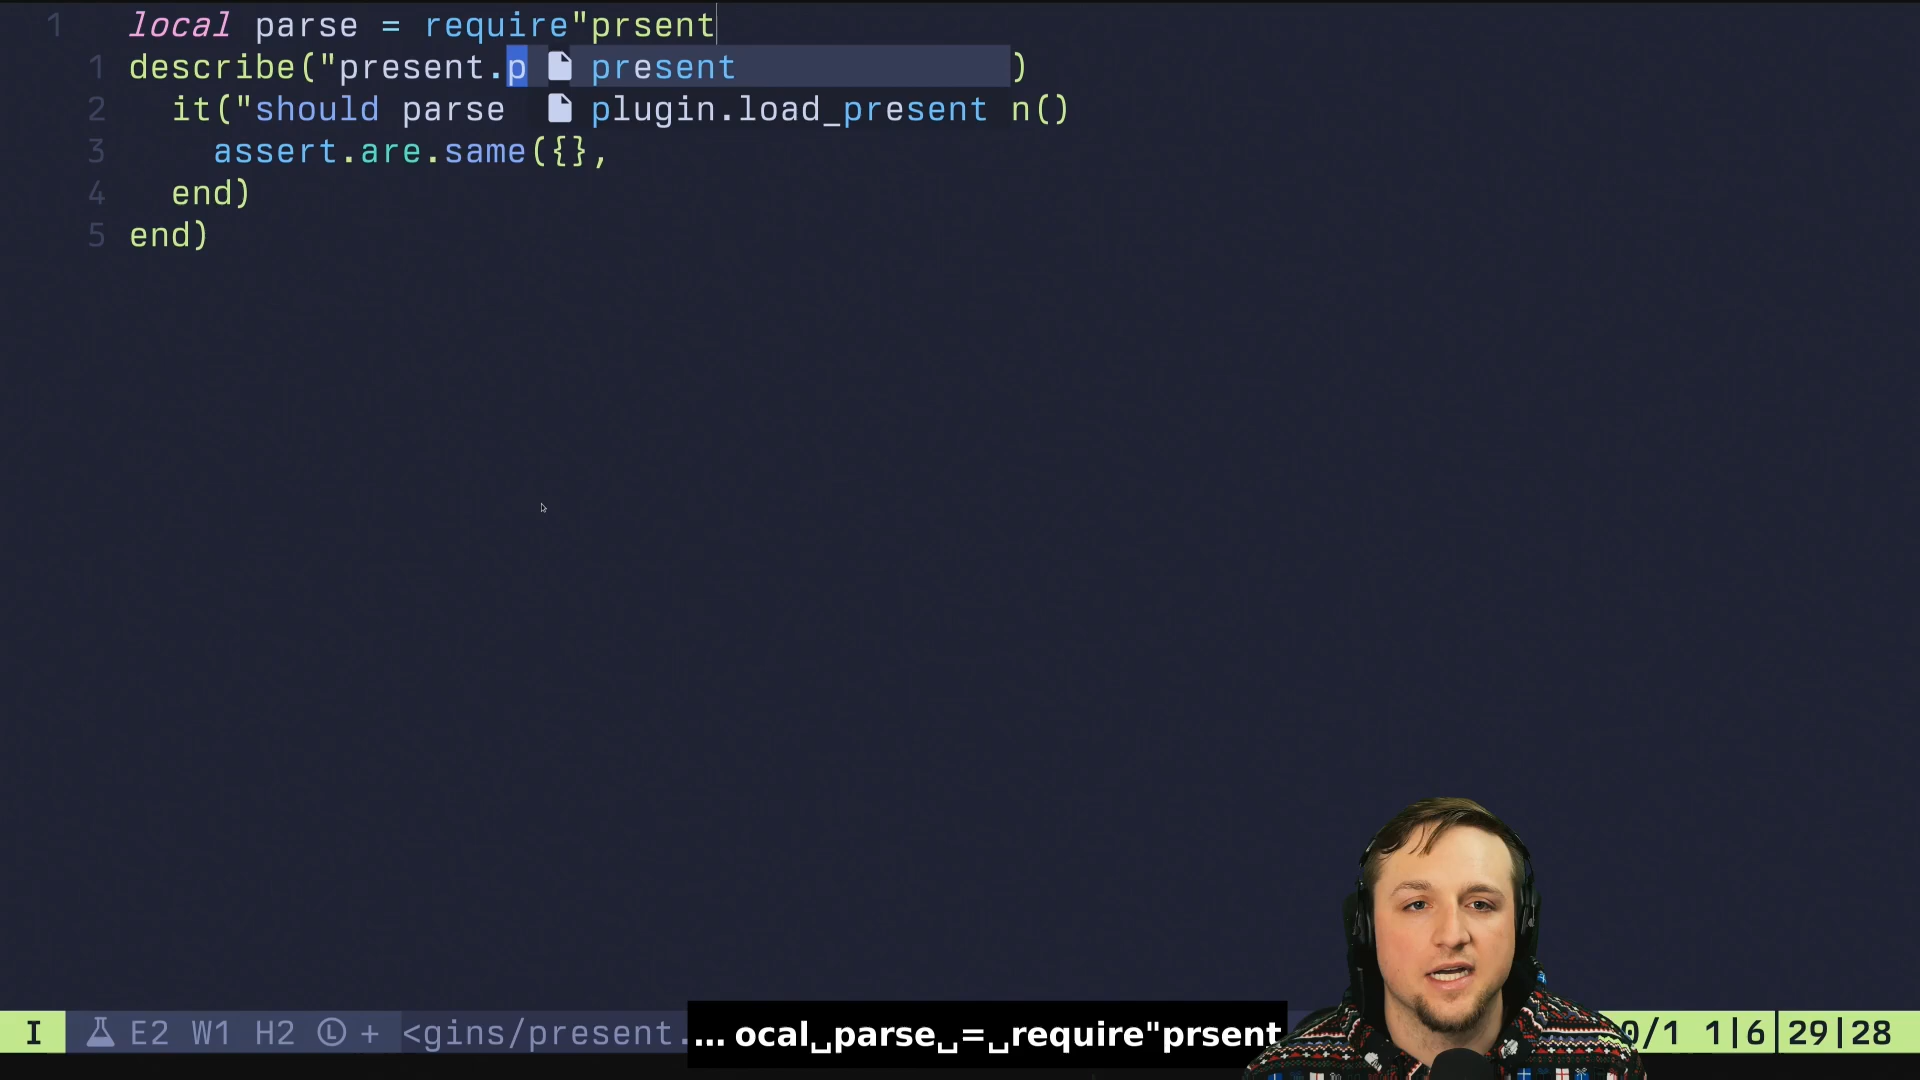 1 local parse = require"prsent
1 describe("present.p present )
2 it("should parse plugin.load_present n()
3 assert.are.same({},
4 end)
5 end)
I E2 W1 H2 L + <gins/present. ... ocal␣parse␣=␣require"prsent 0/1 1|6|29|28